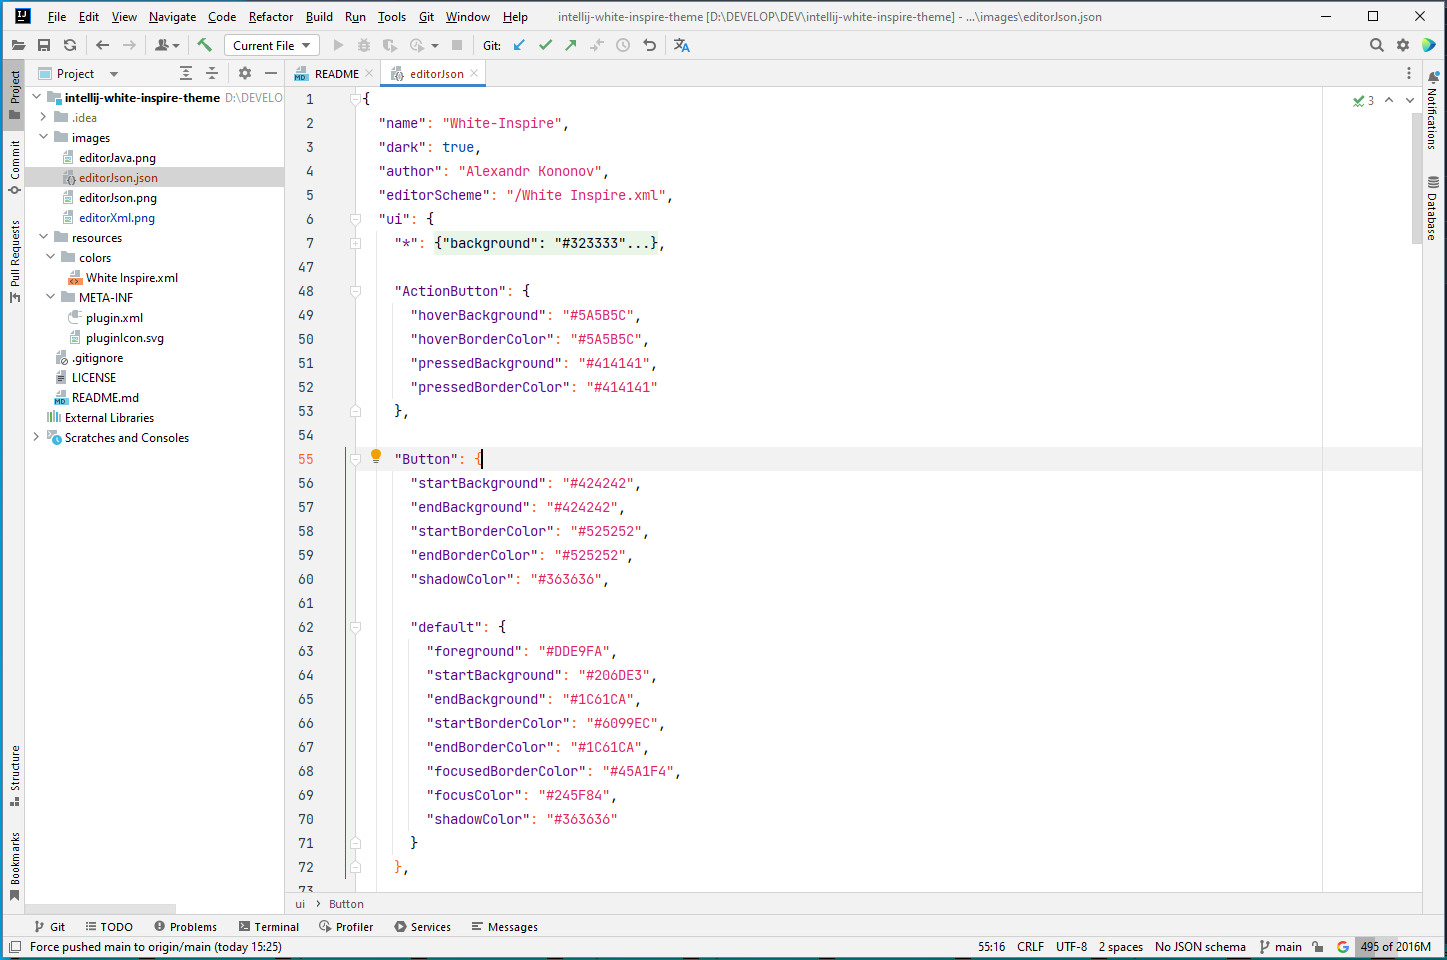 File Edit View Navigate Code Refactor Build Run Tools Git Window Help intellij-white-inspire-theme [D:\DEVELOP\DEV\intellij-white-inspire-theme] - ...\images\editorJson.json
Current File Git:
Project README editorJson
Project
Commit
Pull Requests
Structure
Bookmarks
intellij-white-inspire-theme D:\DEVELO
.idea
images
editorJava.png
editorJson.json
editorJson.png
editorXml.png
resources
colors
White Inspire.xml
META-INF
plugin.xml
pluginIcon.svg
.gitignore
LICENSE
README.md
External Libraries
Scratches and Consoles
1 {
2 "name": "White-Inspire",
3 "dark": true,
4 "author": "Alexandr Kononov",
5 "editorScheme": "/White Inspire.xml",
6 "ui": {
7 "*": {"background": "#323333"...},
47
48 "ActionButton": {
49 "hoverBackground": "#5A5B5C",
50 "hoverBorderColor": "#5A5B5C",
51 "pressedBackground": "#414141",
52 "pressedBorderColor": "#414141"
53 },
54
55 "Button": {
56 "startBackground": "#424242",
57 "endBackground": "#424242",
58 "startBorderColor": "#525252",
59 "endBorderColor": "#525252",
60 "shadowColor": "#363636",
61
62 "default": {
63 "foreground": "#DDE9FA",
64 "startBackground": "#206DE3",
65 "endBackground": "#1C61CA",
66 "startBorderColor": "#6099EC",
67 "endBorderColor": "#1C61CA",
68 "focusedBorderColor": "#45A1F4",
69 "focusColor": "#245F84",
70 "shadowColor": "#363636"
71 }
72 },
73
3
Notifications
Database
ui > Button
Git TODO Problems Terminal Profiler Services Messages
Force pushed main to origin/main (today 15:25) 55:16 CRLF UTF-8 2 spaces No JSON schema main 495 of 2016M